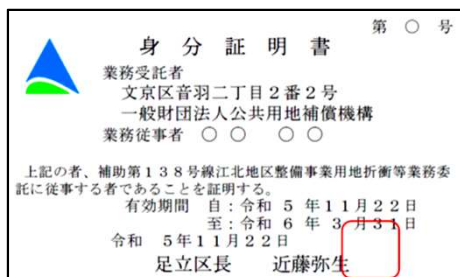 第 ○ 号
身 分 証 明 書
業務受託者
文京区音羽二丁目２番２号
一般財団法人公共用地補償機構
業務従事者 ○ ○ ○ ○
上記の者、補助第１３８号線江北地区整備事業用地折衝等業務委
託に従事する者であることを証明する。
有効期間 自：令和 ５ 年１１月２２日
至：令和 ６ 年 ３ 月３１日
令和 ５年１１月２２日
足立区長 近藤弥生